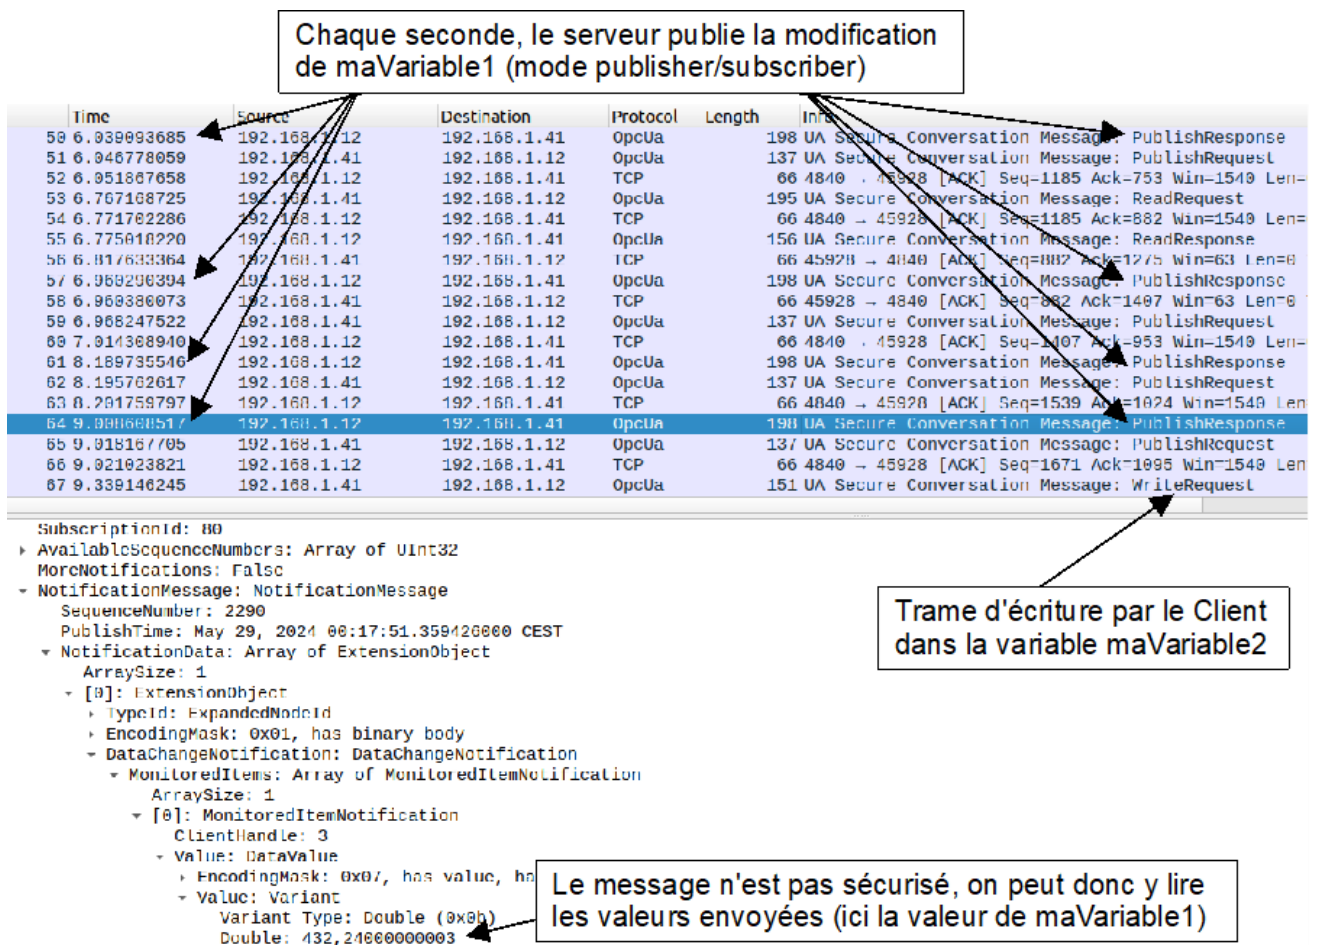 Chaque seconde, le serveur publie la modification
de maVariable1 (mode publisher/subscriber)
Time Source Destination Protocol Length Info
50 6.039093685 192.168.1.12 192.168.1.41 OpcUa 198 UA Secure Conversation Message: PublishResponse
51 6.046778059 192.168.1.41 192.168.1.12 OpcUa 137 UA Secure Conversation Message: PublishRequest
52 6.051867658 192.168.1.12 192.168.1.41 TCP 66 4840 → 45928 [ACK] Seq=1185 Ack=753 Win=1540 Len=
53 6.767168725 192.168.1.41 192.168.1.12 OpcUa 195 UA Secure Conversation Message: ReadRequest
54 6.771702286 192.168.1.12 192.168.1.41 TCP 66 4840 → 45928 [ACK] Seq=1185 Ack=882 Win=1540 Len=
55 6.775018220 192.168.1.12 192.168.1.41 OpcUa 156 UA Secure Conversation Message: ReadResponse
56 6.817633364 192.168.1.41 192.168.1.12 TCP 66 45928 → 4840 [ACK] Seq=882 Ack=1275 Win=63 Len=0
57 6.960290394 192.168.1.12 192.168.1.41 OpcUa 198 UA Secure Conversation Message: PublishResponse
58 6.960380073 192.168.1.41 192.168.1.12 TCP 66 45928 → 4840 [ACK] Seq=882 Ack=1407 Win=63 Len=0
59 6.968247522 192.168.1.41 192.168.1.12 OpcUa 137 UA Secure Conversation Message: PublishRequest
60 7.014308940 192.168.1.12 192.168.1.41 TCP 66 4840 → 45928 [ACK] Seq=1407 Ack=953 Win=1540 Len=
61 8.189735546 192.168.1.12 192.168.1.41 OpcUa 198 UA Secure Conversation Message: PublishResponse
62 8.195762617 192.168.1.41 192.168.1.12 OpcUa 137 UA Secure Conversation Message: PublishRequest
63 8.201759797 192.168.1.12 192.168.1.41 TCP 66 4840 → 45928 [ACK] Seq=1539 Ack=1024 Win=1540 Len
64 9.008608517 192.168.1.12 192.168.1.41 OpcUa 198 UA Secure Conversation Message: PublishResponse
65 9.018167705 192.168.1.41 192.168.1.12 OpcUa 137 UA Secure Conversation Message: PublishRequest
66 9.021023821 192.168.1.12 192.168.1.41 TCP 66 4840 → 45928 [ACK] Seq=1671 Ack=1095 Win=1540 Len
67 9.339146245 192.168.1.41 192.168.1.12 OpcUa 151 UA Secure Conversation Message: WriteRequest
SubscriptionId: 80
AvailableSequenceNumbers: Array of UInt32
MoreNotifications: False
NotificationMessage: NotificationMessage
SequenceNumber: 2290
PublishTime: May 29, 2024 00:17:51.359426000 CEST
NotificationData: Array of ExtensionObject
ArraySize: 1
[0]: ExtensionObject
TypeId: ExpandedNodeId
EncodingMask: 0x01, has binary body
DataChangeNotification: DataChangeNotification
MonitoredItems: Array of MonitoredItemNotification
ArraySize: 1
[0]: MonitoredItemNotification
ClientHandle: 3
Value: DataValue
EncodingMask: 0x07, has value, ha
Value: Variant
Variant Type: Double (0x0b)
Double: 432,24000000003
Trame d'écriture par le Client
dans la variable maVariable2
Le message n'est pas sécurisé, on peut donc y lire
les valeurs envoyées (ici la valeur de maVariable1)